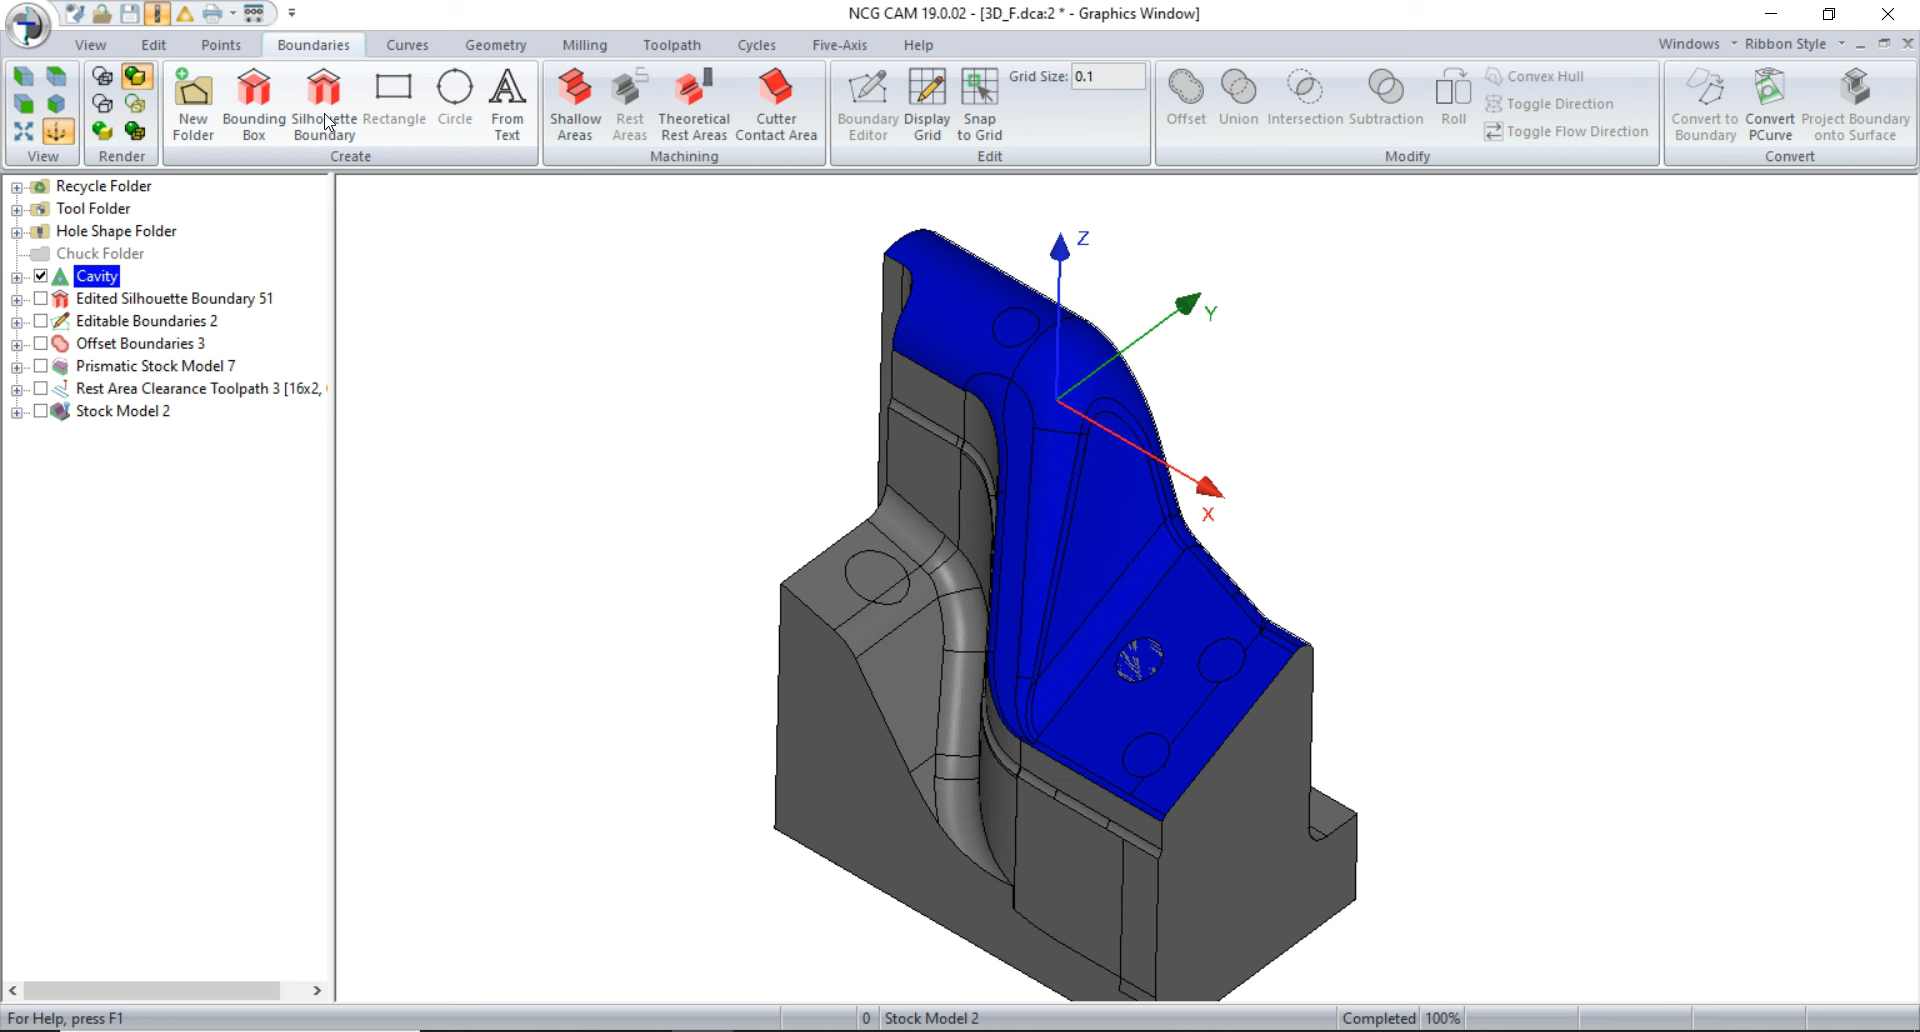 NCG CAM 19.0.02 - [3D_F.dca:2 * - Graphics Window]
View Edit Points Boundaries Curves Geometry Milling Toolpath Cycles Five-Axis Help
Windows Ribbon Style
New Folder
Bounding Box
Silhouette Boundary
Rectangle
Circle
From Text
Shallow Areas
Rest Areas
Theoretical Rest Areas
Cutter Contact Area
Boundary Editor
Display Grid
Snap to Grid
Grid Size: 0.1
Offset
Union
Intersection
Subtraction
Roll
Convex Hull
Toggle Direction
Toggle Flow Direction
Convert to Boundary
Convert PCurve
Project Boundary onto Surface
View Render Create Machining Edit Modify Convert
Recycle Folder
Tool Folder
Hole Shape Folder
Chuck Folder
Cavity
Edited Silhouette Boundary 51
Editable Boundaries 2
Offset Boundaries 3
Prismatic Stock Model 7
Rest Area Clearance Toolpath 3 [16x2,
Stock Model 2
Z
Y
X
For Help, press F1
0 Stock Model 2
Completed 100%